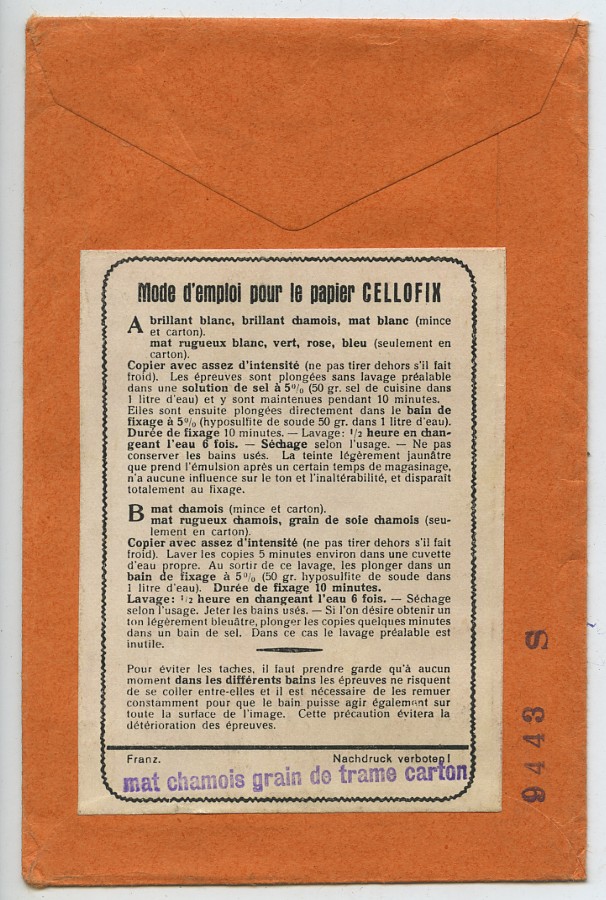 Mode d'emploi pour le papier CELLOFIX
A brillant blanc, brillant chamois, mat blanc (mince
et carton).
mat rugueux blanc, vert, rose, bleu (seulement en
carton).
Copier avec assez d'intensité (ne pas tirer dehors s'il fait
froid). Les épreuves sont plongées sans lavage préalable
dans une solution de sel à 5% (50 gr. sel de cuisine dans
1 litre d'eau) et y sont maintenues pendant 10 minutes.
Elles sont ensuite plongées directement dans le bain de
fixage à 5% (hyposulfite de soude 50 gr. dans 1 litre d'eau).
Durée de fixage 10 minutes. — Lavage: 1/2 heure en chan-
geant l'eau 6 fois. — Séchage selon l'usage. — Ne pas
conserver les bains usés. La teinte légèrement jaunâtre
que prend l'émulsion après un certain temps de magasinage,
n'a aucune influence sur le ton et l'inaltérabilité, et disparaît
totalement au fixage.
B mat chamois (mince et carton).
mat rugueux chamois, grain de soie chamois (seu-
lement en carton).
Copier avec assez d'intensité (ne pas tirer dehors s'il fait
froid). Laver les copies 5 minutes environ dans une cuvette
d'eau propre. Au sortir de ce lavage, les plonger dans un
bain de fixage à 5% (50 gr. hyposulfite de soude dans
1 litre d'eau). Durée de fixage 10 minutes.
Lavage: 1/2 heure en changeant l'eau 6 fois. — Séchage
selon l'usage. Jeter les bains usés. — Si l'on désire obtenir un
ton légèrement bleuâtre, plonger les copies quelques minutes
dans un bain de sel. Dans ce cas le lavage préalable est
inutile.
Pour éviter les taches, il faut prendre garde qu'à aucun
moment dans les différents bains les épreuves ne risquent
de se coller entre-elles et il est nécessaire de les remuer
constamment pour que le bain puisse agir également sur
toute la surface de l'image. Cette précaution évitera la
détérioration des épreuves.
Franz. Nachdruck verboten!
mat chamois grain de trame carton
9443 S